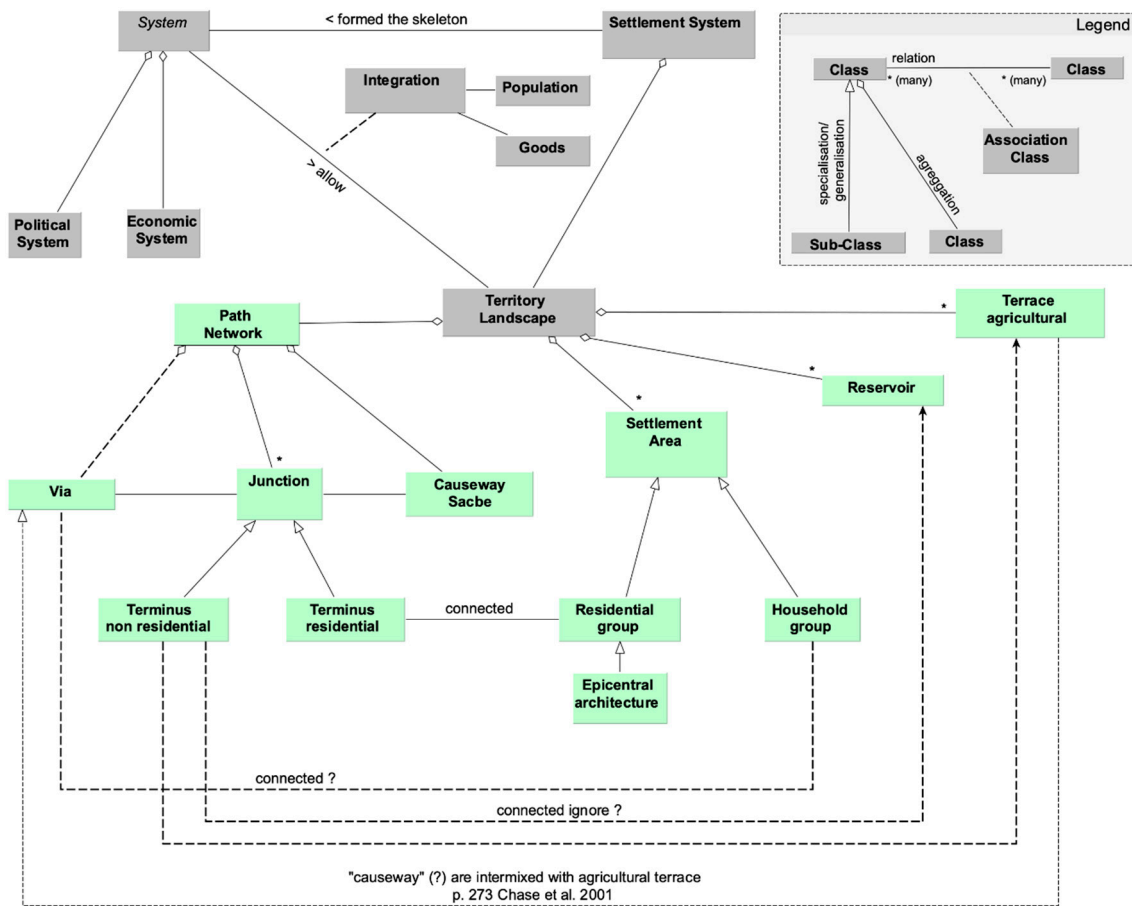 System
< formed the skeleton
Settlement System
Legend
Integration
Population
Goods
> allow
Political
System
Economic
System
Class
relation
* (many)
* (many)
Class
specialisation/
generalisation
agreggation
Association
Class
Sub-Class
Class
Path
Network
Territory
Landscape
*
Terrace
agricultural
*
Reservoir
*
Settlement
Area
*
Via
Junction
Causeway
Sacbe
Terminus
non residential
Terminus
residential
connected
Residential
group
Household
group
Epicentral
architecture
connected ?
connected ignore ?
"causeway" (?) are intermixed with agricultural terrace
p. 273 Chase et al. 2001